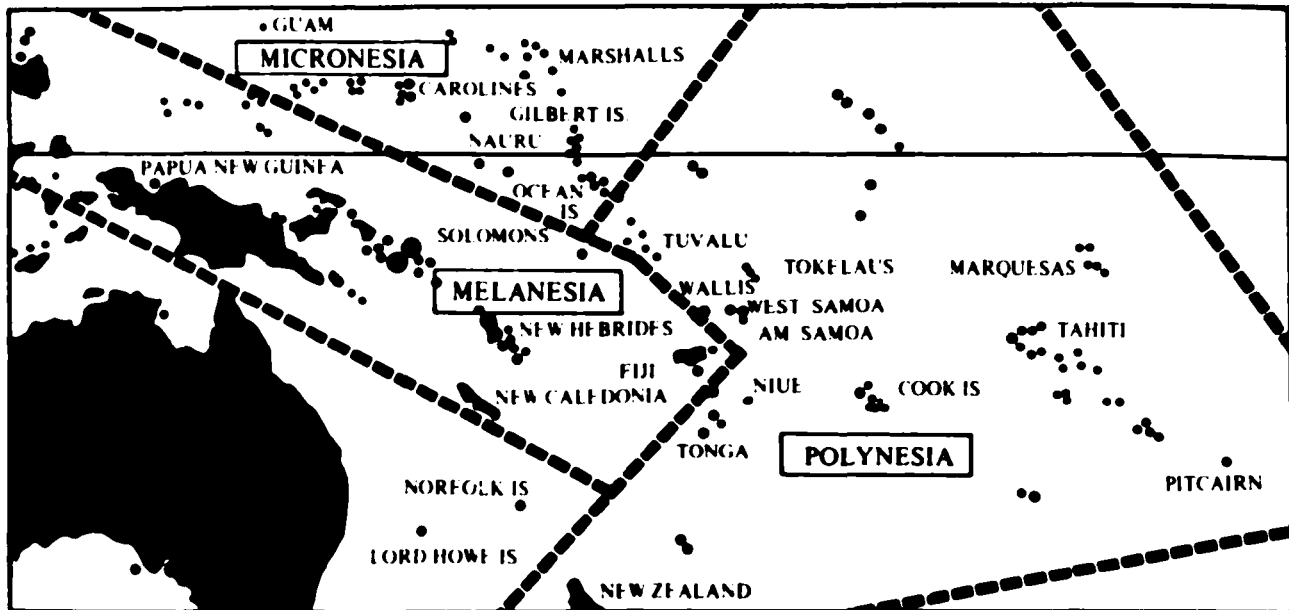 GUAM
MICRONESIA
MARSHALLS
CAROLINES
GILBERT IS.
NAURU
PAPUA NEW GUINEA
OCEAN
IS
SOLOMONS
TUVALU
TOKELAUS
MARQUESAS
WALLIS
MELANESIA
WEST SAMOA
NEW HEBRIDES
AM SAMOA
TAHITI
FIJI
NEW CALEDONIA
NIUE
COOK IS
TONGA
POLYNESIA
PITCAIRN
NORFOLK IS
LORD HOWE IS
NEW ZEALAND